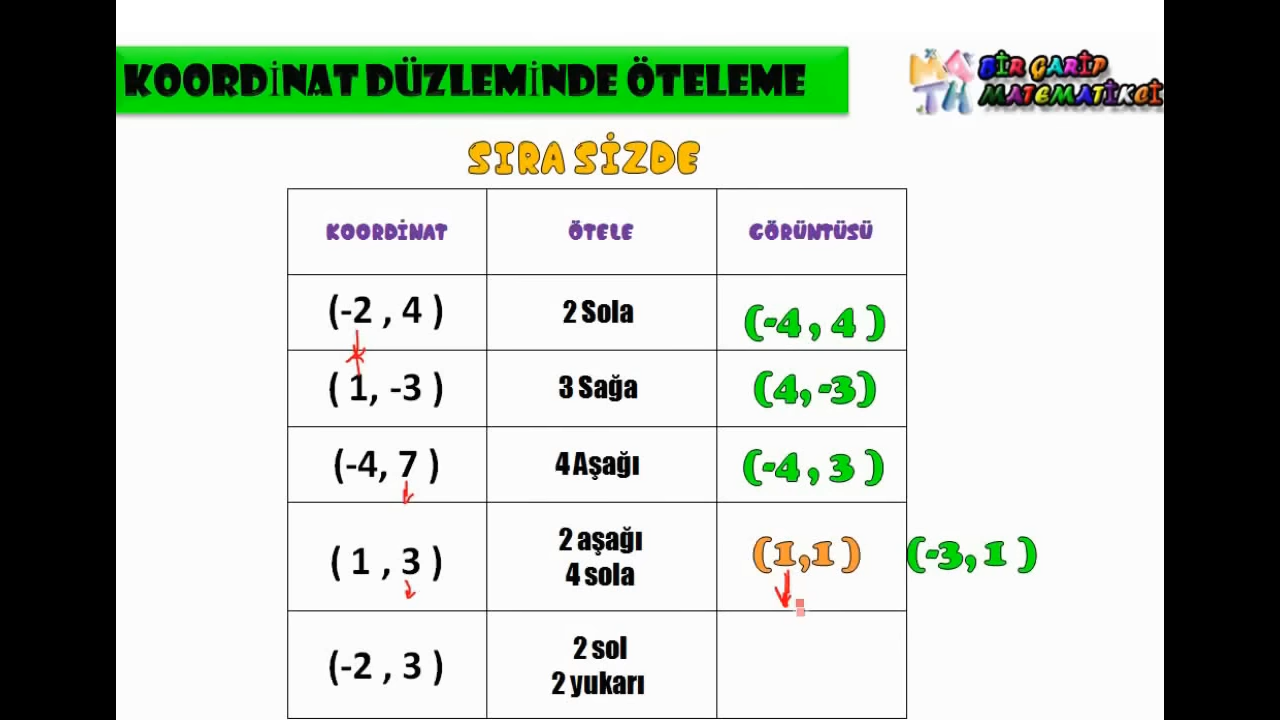 KOORDİNAT DÜZLEMİNDE ÖTELEME
MATH
BİR GARİP
MATEMATİKÇİ
SIRA SİZDE
KOORDİNAT ÖTELE GÖRÜNTÜSÜ
(-2 , 4 ) 2 Sola (-4 , 4 )
( 1, -3 ) 3 Sağa (4, -3)
(-4, 7 ) 4 Aşağı (-4 , 3 )
( 1 , 3 ) 2 aşağı 4 sola (1,1 ) (-3, 1 )
(-2 , 3 ) 2 sol 2 yukarı